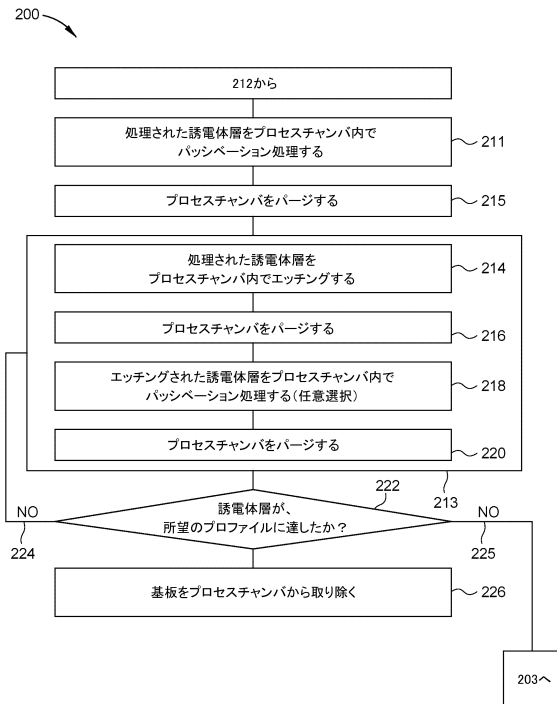 200
212から
処理された誘電体層をプロセスチャンバ内で
パッシベーション処理する
211
プロセスチャンバをパージする
215
処理された誘電体層を
プロセスチャンバ内でエッチングする
214
プロセスチャンバをパージする
216
エッチングされた誘電体層をプロセスチャンバ内で
パッシベーション処理する(任意選択)
218
プロセスチャンバをパージする
220
213
222
誘電体層が、
所望のプロファイルに達したか?
NO
224
NO
225
基板をプロセスチャンバから取り除く
226
203へ